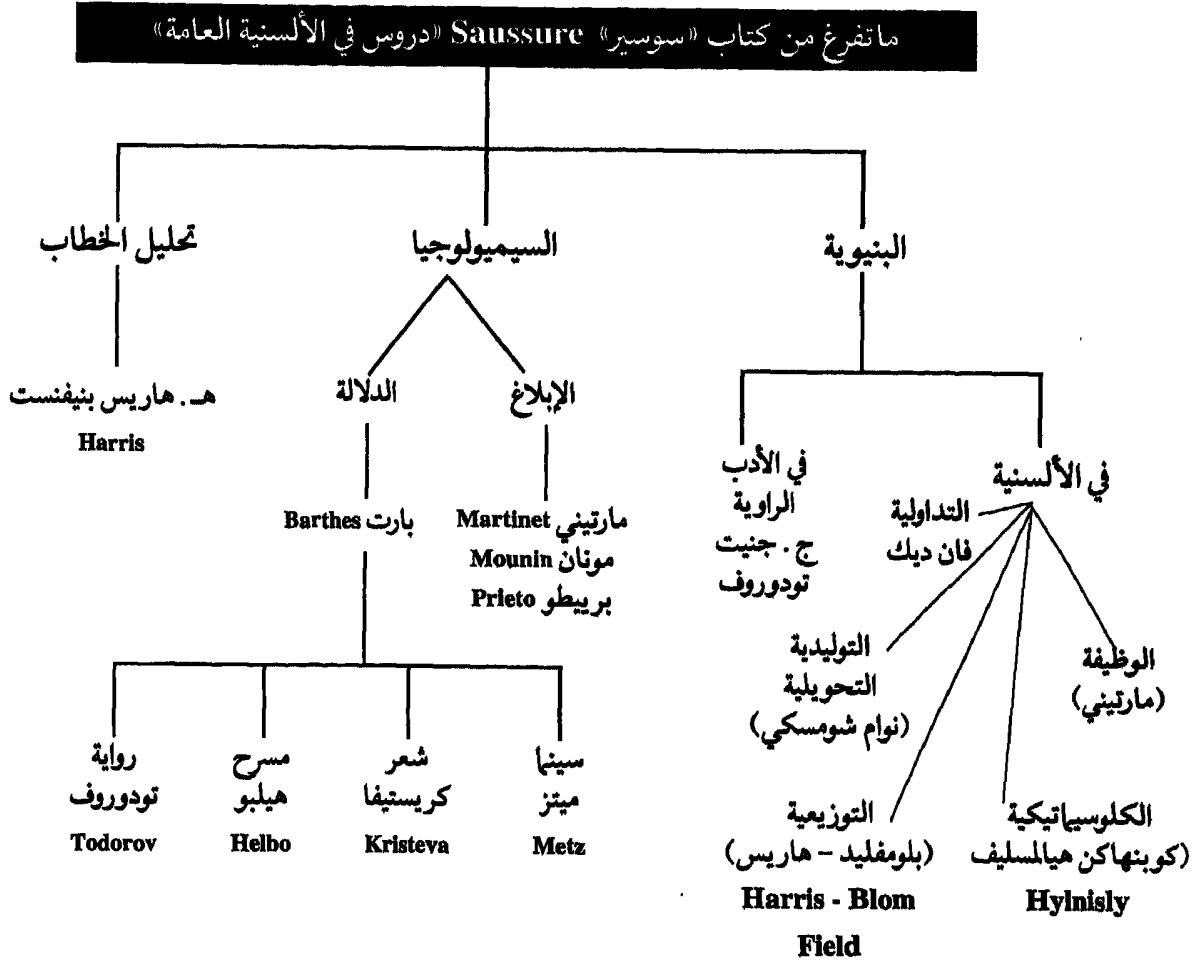 ماتفرغ من كتاب «سوسير» Saussure «دروس في الألسنية العامة»
البنيوية
السيميولوجيا
تحليل الخطاب
في الألسنية
التداولية
فان ديك
التوليدية
التحويلية
(نوام شومسكي)
الوظيفة
(مارتيني)
الكلوسيماتيكية
(كوبنهاكن هيالمسليف
Hylnisly
التوزيعية
(بلومفليد – هاريس)
Harris - Blom
Field
في الأدب
الراوية
ج . جنيت
تودوروف
الإبلاغ
مارتيني Martinet
مونان Mounin
برييطو Prieto
الدلالة
بارت Barthes
سينما
ميتز
Metz
شعر
كريستيفا
Kristeva
مسرح
هيلبو
Helbo
رواية
تودوروف
Todorov
هـ . هاريس بنيفنست
Harris